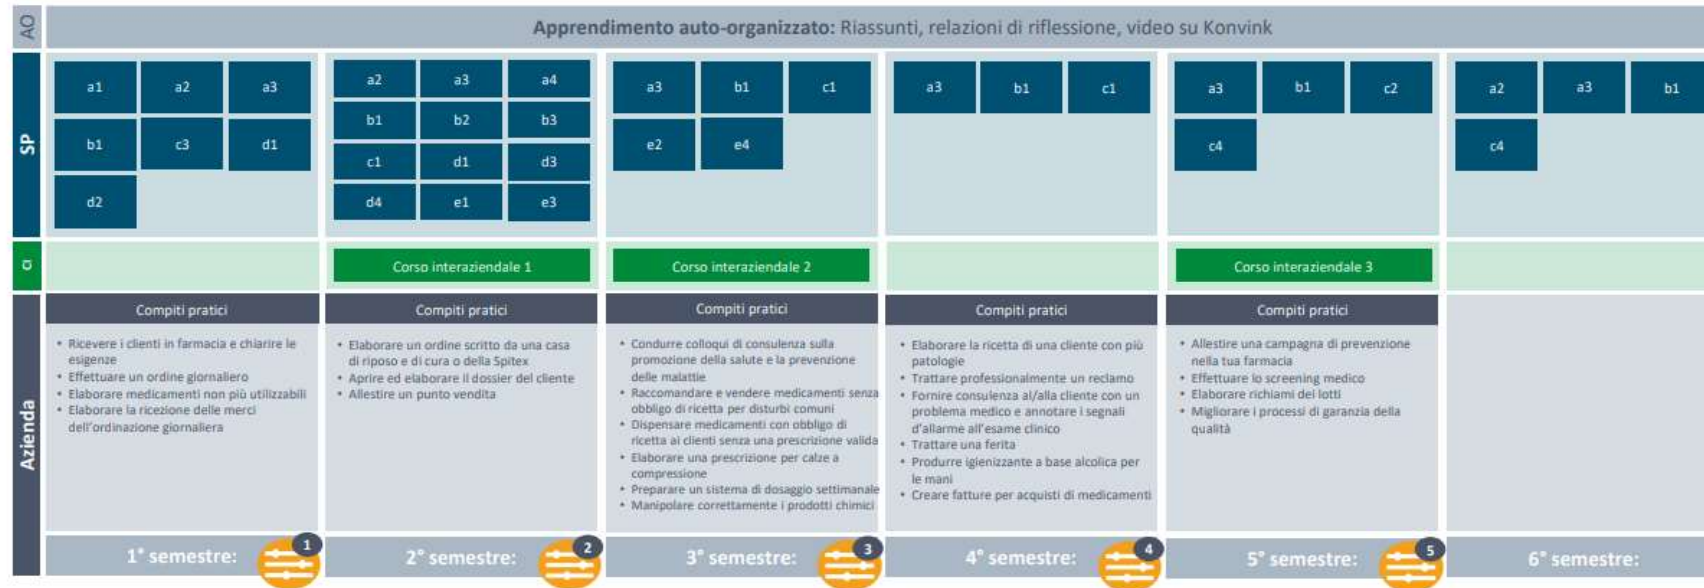 AO
Apprendimento auto-organizzato: Riassunti, relazioni di riflessione, video su Konvink
SP
a1 a2 a3
b1 c3 d1
d2
a2 a3 a4
b1 b2 b3
c1 d1 d3
d4 e1 e3
a3 b1 c1
e2 e4
a3 b1 c1
a3 b1 c2
c4
a2 a3 b1
c4
CI
Corso interaziendale 1
Corso interaziendale 2
Corso interaziendale 3
Azienda
Compiti pratici
• Ricevere i clienti in farmacia e chiarire le
esigenze
• Effettuare un ordine giornaliero
• Elaborare medicamenti non più utilizzabili
• Elaborare la ricezione delle merci
dell'ordinazione giornaliera
Compiti pratici
• Elaborare un ordine scritto da una casa
di riposo e di cura o della Spitex
• Aprire ed elaborare il dossier del cliente
• Allestire un punto vendita
Compiti pratici
• Condurre colloqui di consulenza sulla
promozione della salute e la prevenzione
delle malattie
• Raccomandare e vendere medicamenti senza
obbligo di ricetta per disturbi comuni
• Dispensare medicamenti con obbligo di
ricetta ai clienti senza una prescrizione valida
• Elaborare una prescrizione per calze a
compressione
• Preparare un sistema di dosaggio settimanale
• Manipolare correttamente i prodotti chimici
Compiti pratici
• Elaborare la ricetta di una cliente con più
patologie
• Trattare professionalmente un reclamo
• Fornire consulenza al/alla cliente con un
problema medico e annotare i segnali
d'allarme all'esame clinico
• Trattare una ferita
• Produrre igienizzante a base alcolica per
le mani
• Creare fatture per acquisti di medicamenti
Compiti pratici
• Allestire una campagna di prevenzione
nella tua farmacia
• Effettuare lo screening medico
• Elaborare richiami dei lotti
• Migliorare i processi di garanzia della
qualità
1° semestre: 1
2° semestre: 2
3° semestre: 3
4° semestre: 4
5° semestre: 5
6° semestre: